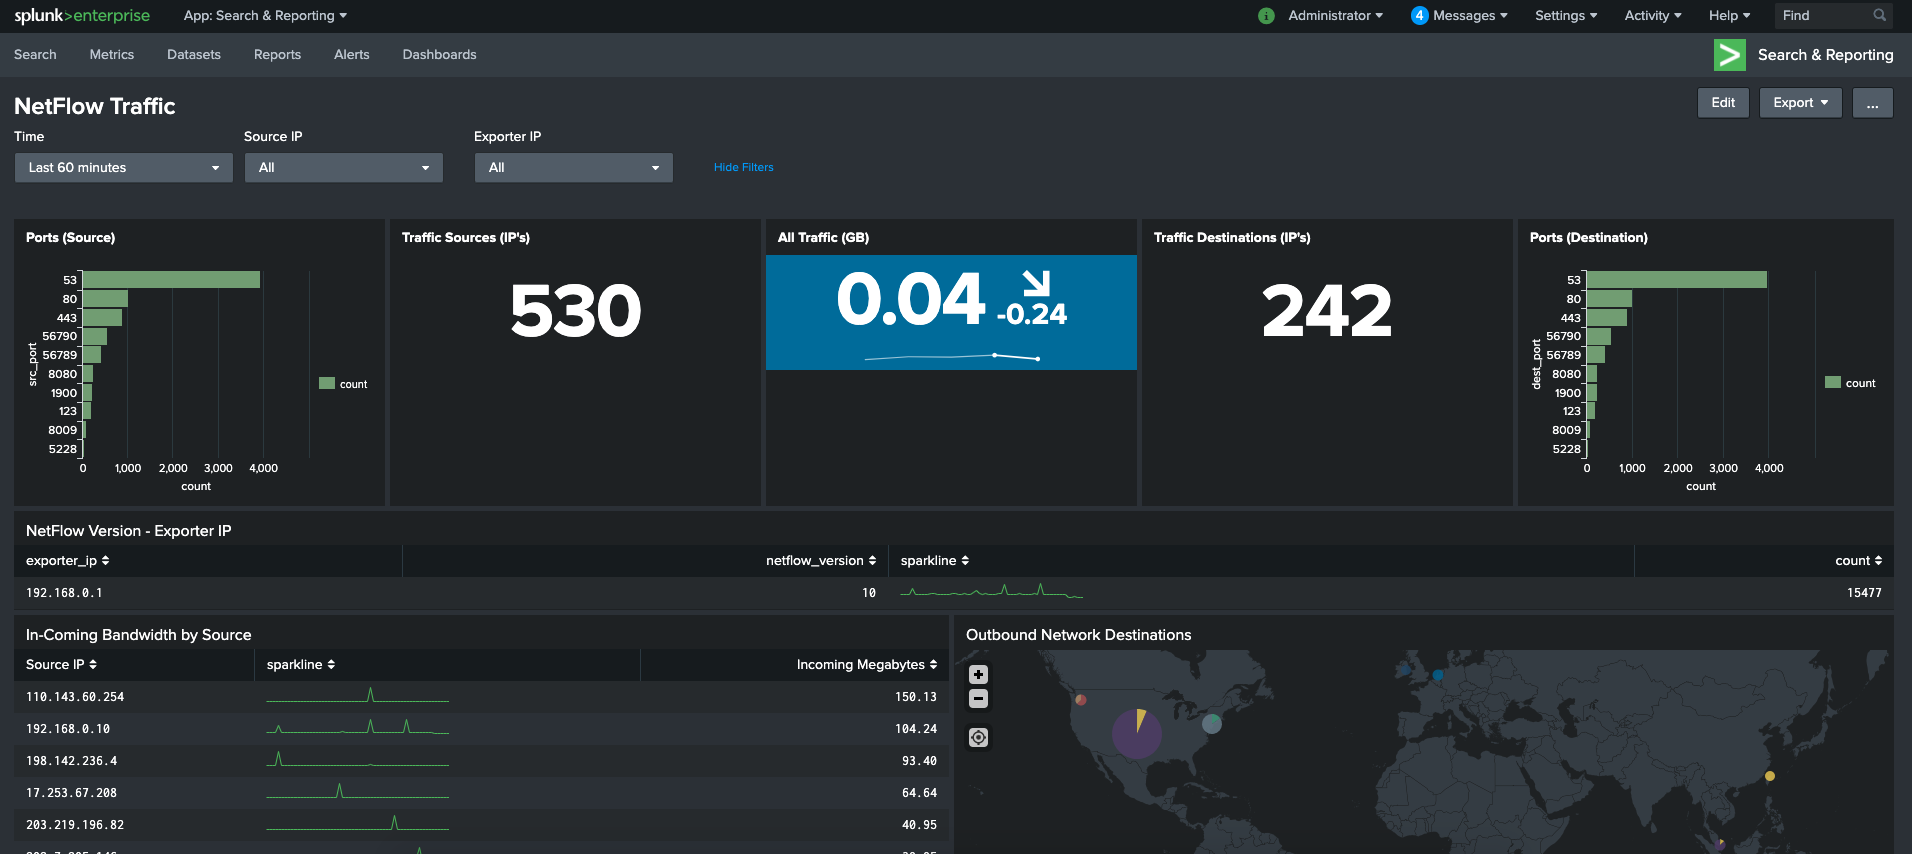 splunk>enterprise App: Search & Reporting
i Administrator 4 Messages Settings Activity Help Find
Search Metrics Datasets Reports Alerts Dashboards
> Search & Reporting
NetFlow Traffic
Edit Export ...
Time Source IP Exporter IP
Last 60 minutes All All Hide Filters
Ports (Source)
src_port
53
80
443
56790
56789
8080
1900
123
8009
5228
0 1,000 2,000 3,000 4,000
count
count
Traffic Sources (IP's)
530
All Traffic (GB)
0.04 -0.24
Traffic Destinations (IP's)
242
Ports (Destination)
dest_port
53
80
443
56790
56789
8080
1900
123
8009
5228
0 1,000 2,000 3,000 4,000
count
count
NetFlow Version - Exporter IP
exporter_ip netflow_version sparkline count
192.168.0.1 10 15477
In-Coming Bandwidth by Source
Source IP sparkline Incoming Megabytes
110.143.60.254 150.13
192.168.0.10 104.24
198.142.236.4 93.40
17.253.67.208 64.64
203.219.196.82 40.95
Outbound Network Destinations